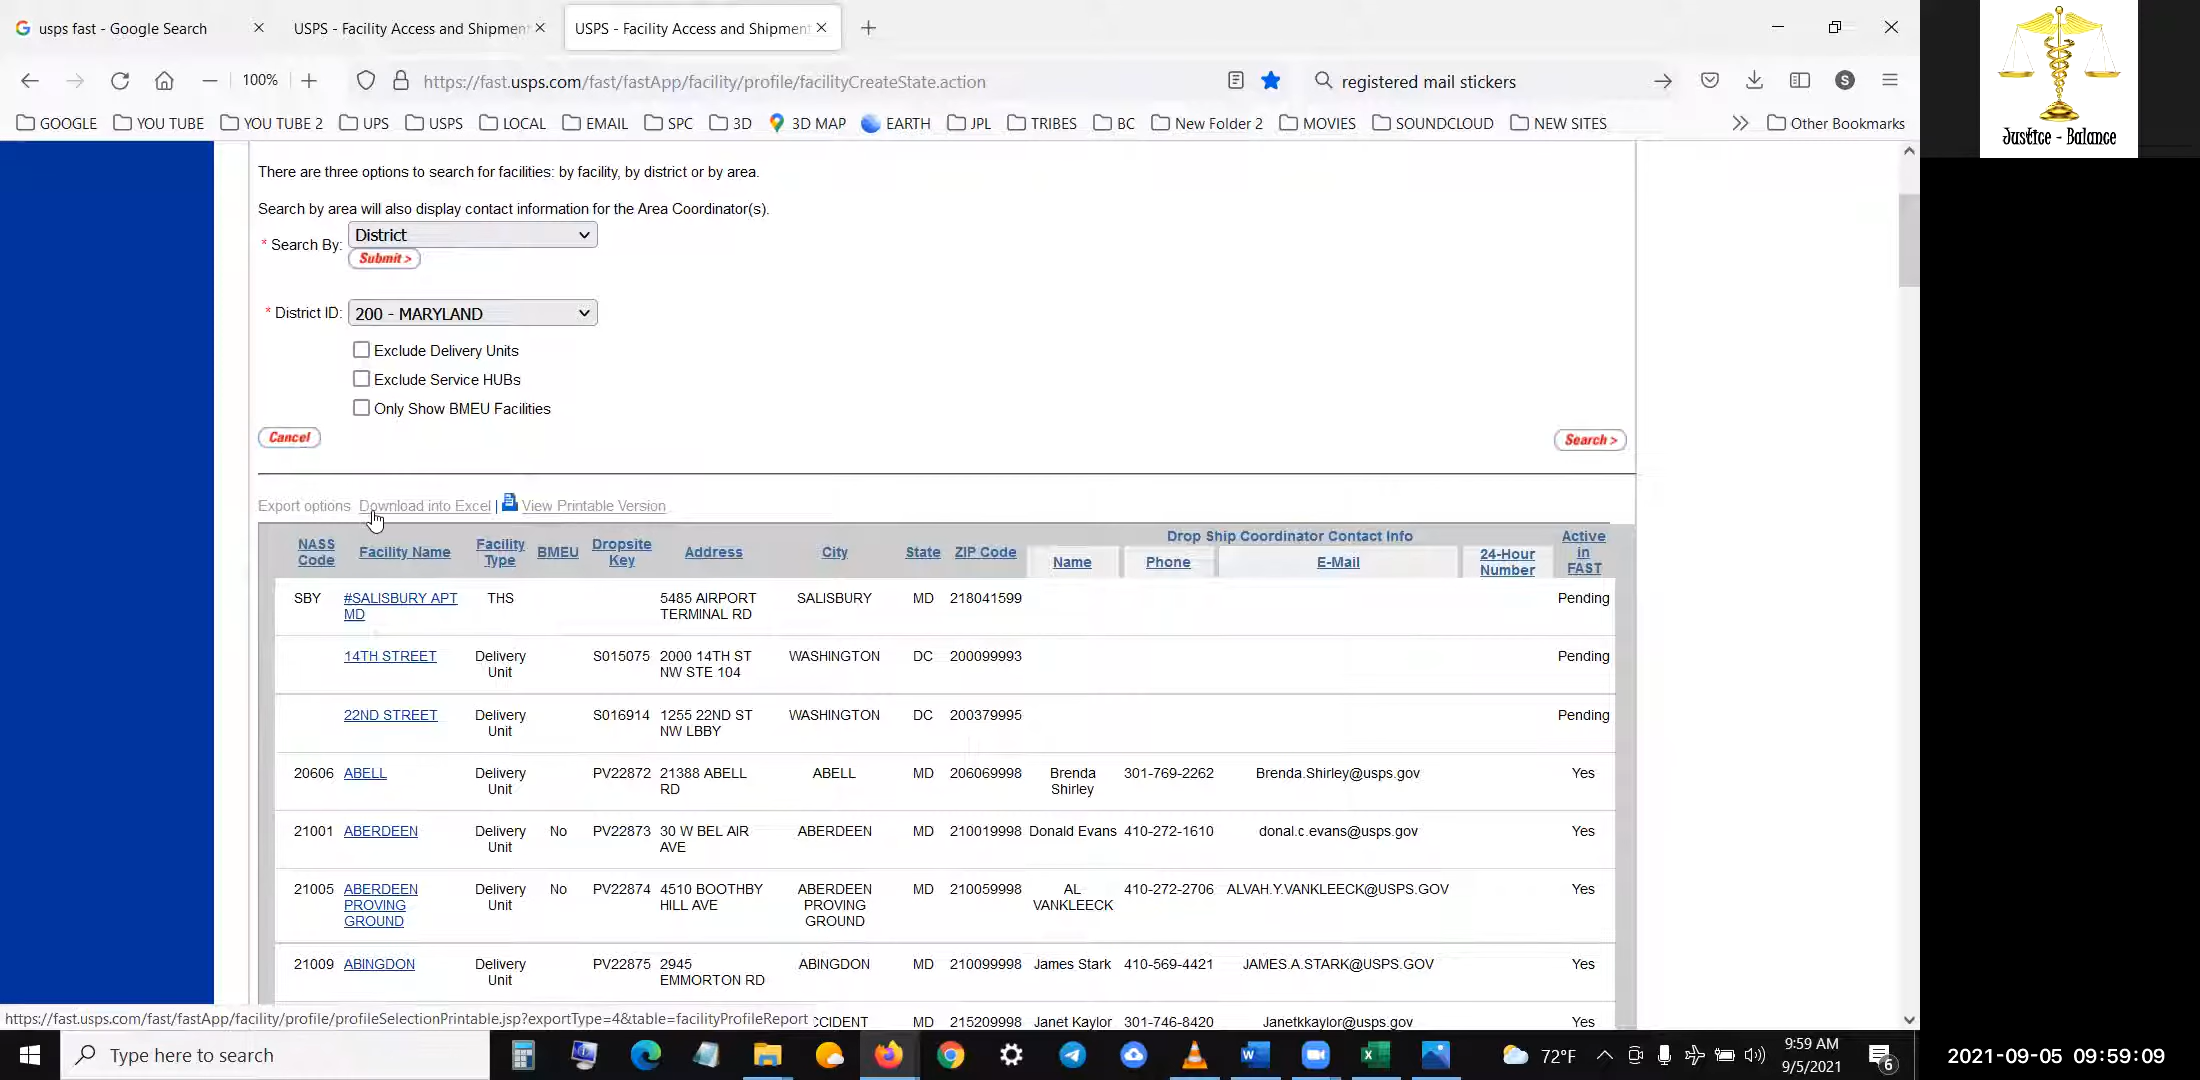 usps fast - Google Search
USPS - Facility Access and Shipment
USPS - Facility Access and Shipment
100%
https://fast.usps.com/fast/fastApp/facility/profile/facilityCreateState.action
registered mail stickers
S
GOOGLE YOU TUBE YOU TUBE 2 UPS USPS LOCAL EMAIL SPC 3D 3D MAP EARTH JPL TRIBES BC New Folder 2 MOVIES SOUNDCLOUD NEW SITES Other Bookmarks
Justice - Balance
There are three options to search for facilities: by facility, by district or by area.
Search by area will also display contact information for the Area Coordinator(s).
* Search By: District
Submit >
* District ID: 200 - MARYLAND
Exclude Delivery Units
Exclude Service HUBs
Only Show BMEU Facilities
Cancel
Search >
Export options Download into Excel | View Printable Version
NASS Code Facility Name Facility Type BMEU Dropsite Key Address City State ZIP Code Drop Ship Coordinator Contact Info Active in FAST
Name Phone E-Mail 24-Hour Number
SBY #SALISBURY APT THS 5485 AIRPORT SALISBURY MD 218041599 Pending
MD TERMINAL RD
14TH STREET Delivery S015075 2000 14TH ST WASHINGTON DC 200099993 Pending
Unit NW STE 104
22ND STREET Delivery S016914 1255 22ND ST WASHINGTON DC 200379995 Pending
Unit NW LBBY
20606 ABELL Delivery PV22872 21388 ABELL ABELL MD 206069998 Brenda 301-769-2262 Brenda.Shirley@usps.gov Yes
Unit RD Shirley
21001 ABERDEEN Delivery No PV22873 30 W BEL AIR ABERDEEN MD 210019998 Donald Evans 410-272-1610 donal.c.evans@usps.gov Yes
Unit AVE
21005 ABERDEEN Delivery No PV22874 4510 BOOTHBY ABERDEEN MD 210059998 AL 410-272-2706 ALVAH.Y.VANKLEECK@USPS.GOV Yes
PROVING Unit HILL AVE PROVING VANKLEECK
GROUND GROUND
21009 ABINGDON Delivery PV22875 2945 ABINGDON MD 210099998 James Stark 410-569-4421 JAMES.A.STARK@USPS.GOV Yes
Unit EMMORTON RD
CCIDENT MD 215209998 Janet Kaylor 301-746-8420 Janetkkaylor@usps.gov Yes
https://fast.usps.com/fast/fastApp/facility/profile/profileSelectionPrintable.jsp?exportType=4&table=facilityProfileReport
Type here to search
72°F
9:59 AM
9/5/2021
6
2021-09-05 09:59:09